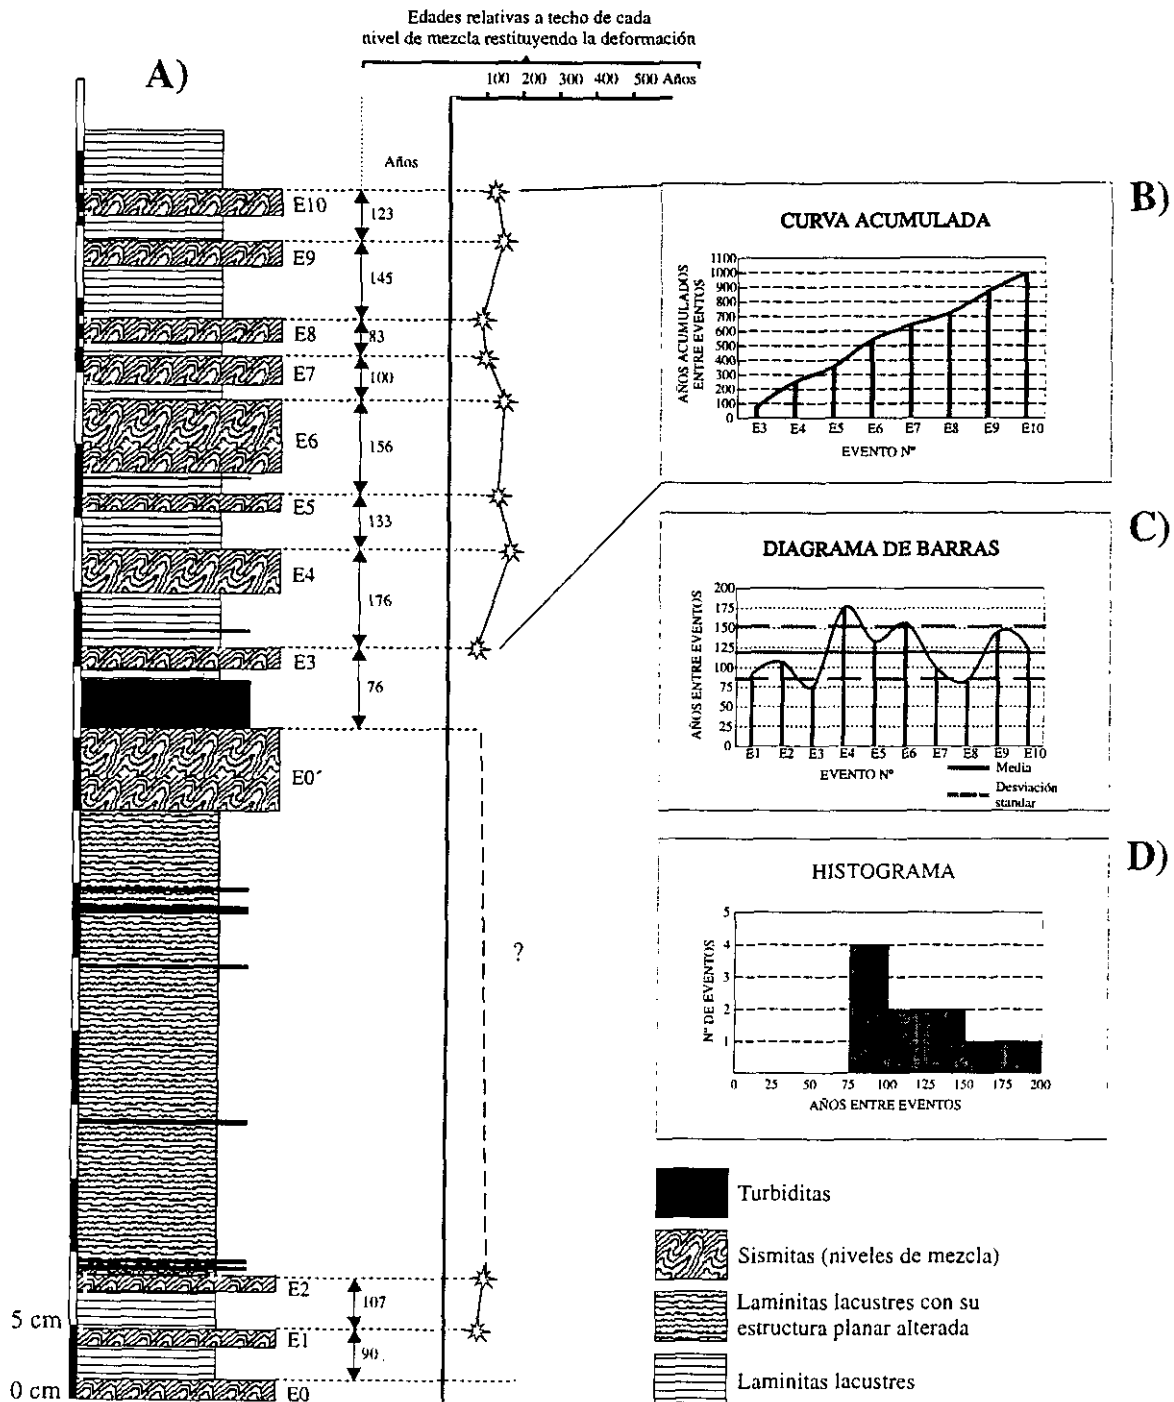 Edades relativas a techo de cada
nivel de mezcla restituyendo la deformación
A)
100 200 300 400 500 Años
Años
E10
123
E9
145
E8
83
E7
100
E6
156
E5
133
E4
176
E3
76
E0´
?
E2
107
5 cm
E1
90
0 cm
E0
B)
CURVA ACUMULADA
AÑOS ACUMULADOS
ENTRE EVENTOS
1100
1000
900
800
700
600
500
400
300
200
100
0
E3 E4 E5 E6 E7 E8 E9 E10
EVENTO Nº
C)
DIAGRAMA DE BARRAS
AÑOS ENTRE EVENTOS
200
175
150
125
100
75
50
25
0
E1 E2 E3 E4 E5 E6 E7 E8 E9 E10
EVENTO Nº
Media
Desviación
standar
D)
HISTOGRAMA
Nº DE EVENTOS
5
4
3
2
1
0 25 50 75 100 125 150 175 200
AÑOS ENTRE EVENTOS
Turbiditas
Sismitas (niveles de mezcla)
Laminitas lacustres con su
estructura planar alterada
Laminitas lacustres